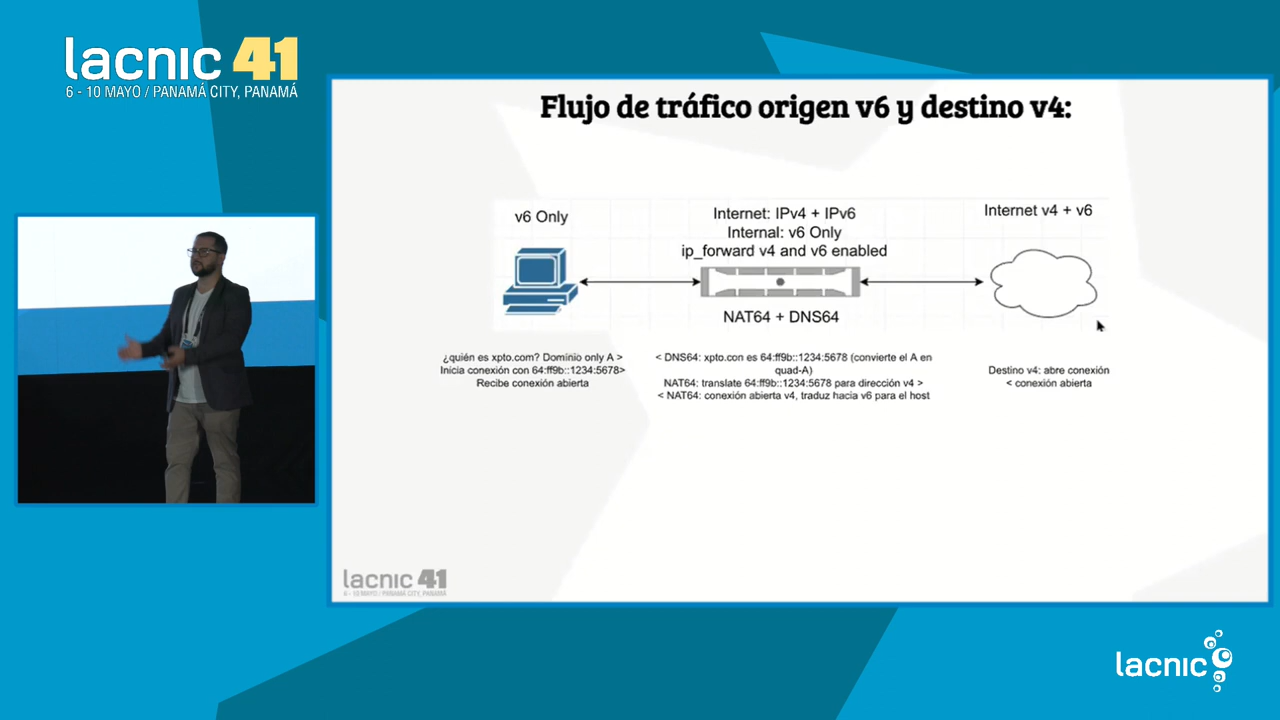 lacnic 41
6 - 10 MAYO / PANAMÁ CITY, PANAMÁ
Flujo de tráfico origen v6 y destino v4:
v6 Only
Internet: IPv4 + IPv6
Internal: v6 Only
ip_forward v4 and v6 enabled
NAT64 + DNS64
Internet v4 + v6
¿quién es xpto.com? Dominio only A >
Inicia conexión con 64:ff9b::1234:5678>
Recibe conexión abierta
< DNS64: xpto.con es 64:ff9b::1234:5678 (convierte el A en
quad-A)
NAT64: translate 64:ff9b::1234:5678 para dirección v4 >
< NAT64: conexión abierta v4, traduz hacia v6 para el host
Destino v4: abre conexión
< conexión abierta
lacnic 41
6 - 10 MAYO / PANAMÁ CITY, PANAMÁ
lacnic